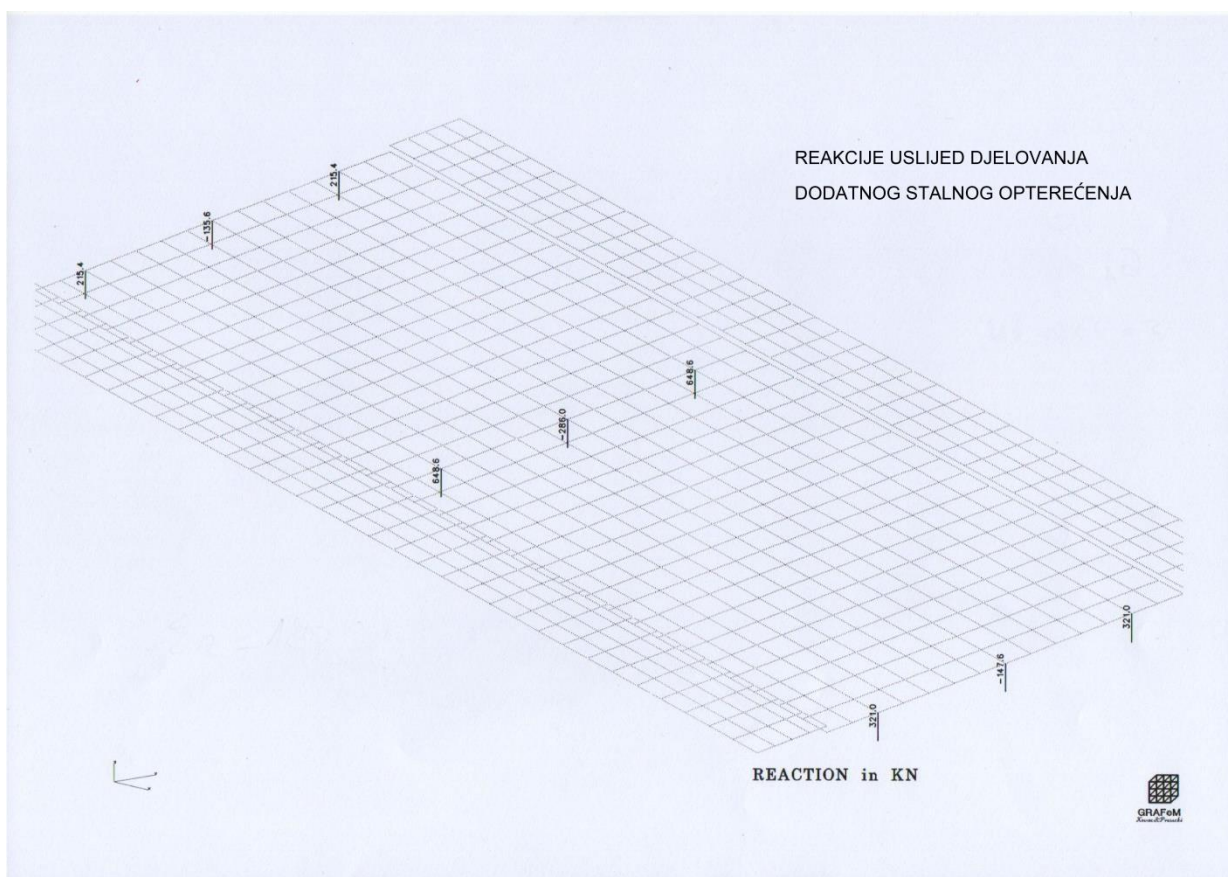 REAKCIJE USLIJED DJELOVANJA
DODATNOG STALNOG OPTEREĆENJA
215.4
-135.6
215.4
648.6
-286.0
648.6
321.0
-147.6
321.0
REACTION in KN
GRAFeM